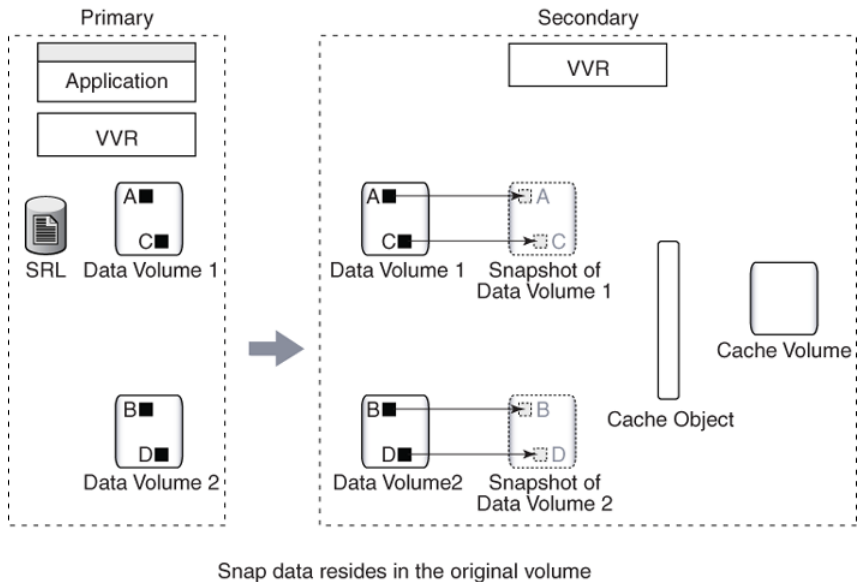 Primary
Secondary
Application
VVR
VVR
A
C
SRL
Data Volume 1
A
C
Data Volume 1
A
C
Snapshot of
Data Volume 1
Cache Volume
Cache Object
B
D
Data Volume 2
B
D
Data Volume2
B
D
Snapshot of
Data Volume 2
Snap data resides in the original volume